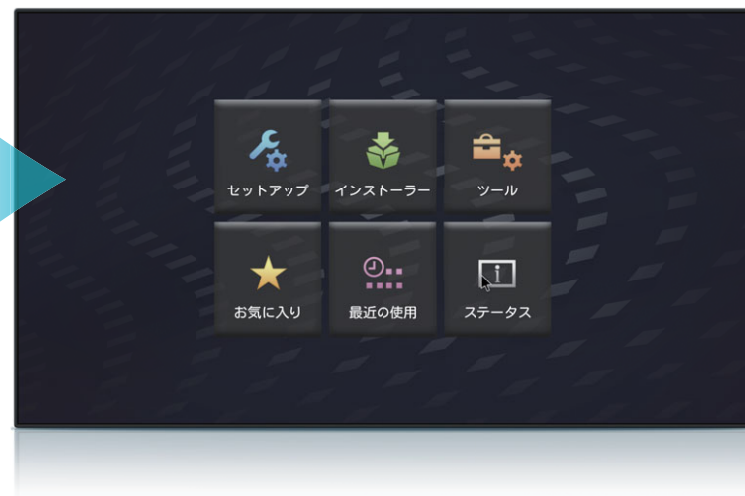 セットアップ
インストーラー
ツール
お気に入り
最近の使用
ステータス